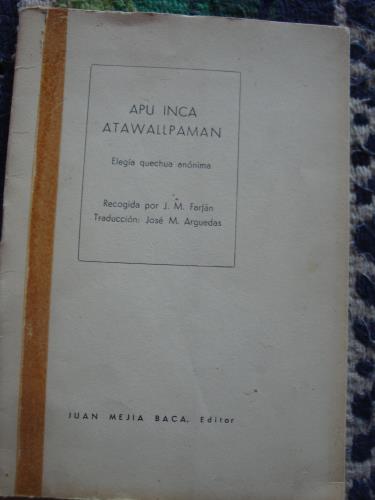 APU INCA
ATAWALLPAMAN
Elegía quechua anónima
Recogida por J. M. Farfán
Traducción: José M. Arguedas
JUAN MEJIA BACA, Editor